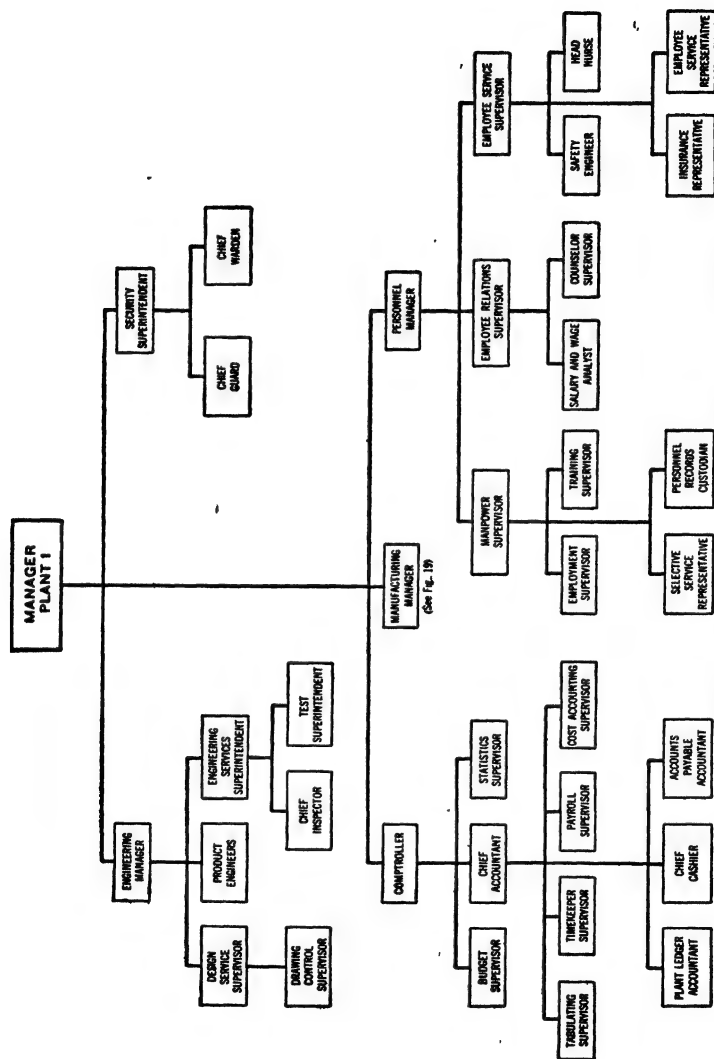 MANAGER
PLANT 1
ENGINEERING
MANAGER
SECURITY
SUPERINTENDENT
DESIGN
SERVICE
SUPERVISOR
PRODUCT
ENGINEERS
ENGINEERING
SERVICES
SUPERINTENDENT
CHIEF
GUARD
CHIEF
WARDEN
DRAWING
CONTROL
SUPERVISOR
CHIEF
INSPECTOR
TEST
SUPERINTENDENT
COMPTROLLER
MANUFACTURING
MANAGER
(See Fig. 19)
PERSONNEL
MANAGER
BUDGET
SUPERVISOR
CHIEF
ACCOUNTANT
STATISTICS
SUPERVISOR
MANPOWER
SUPERVISOR
EMPLOYEE RELATIONS
SUPERVISOR
EMPLOYEE SERVICE
SUPERVISOR
TABULATING
SUPERVISOR
TIMEKEEPER
SUPERVISOR
PAYROLL
SUPERVISOR
COST ACCOUNTING
SUPERVISOR
EMPLOYMENT
SUPERVISOR
TRAINING
SUPERVISOR
SALARY AND WAGE
ANALYST
COUNSELOR
SUPERVISOR
SAFETY
ENGINEER
HEAD
NURSE
PLANT LEDGER
ACCOUNTANT
CHIEF
CASHIER
ACCOUNTS
PAYABLE
ACCOUNTANT
SELECTIVE
SERVICE
REPRESENTATIVE
PERSONNEL
RECORDS
CUSTODIAN
INSURANCE
REPRESENTATIVE
EMPLOYEE
SERVICE
REPRESENTATIVE